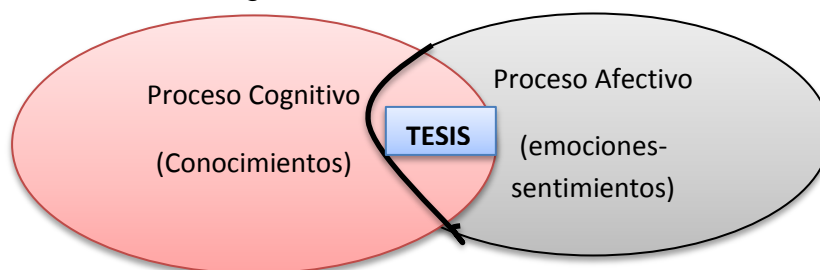 Proceso Cognitivo
(Conocimientos)
TESIS
Proceso Afectivo
(emociones-
sentimientos)